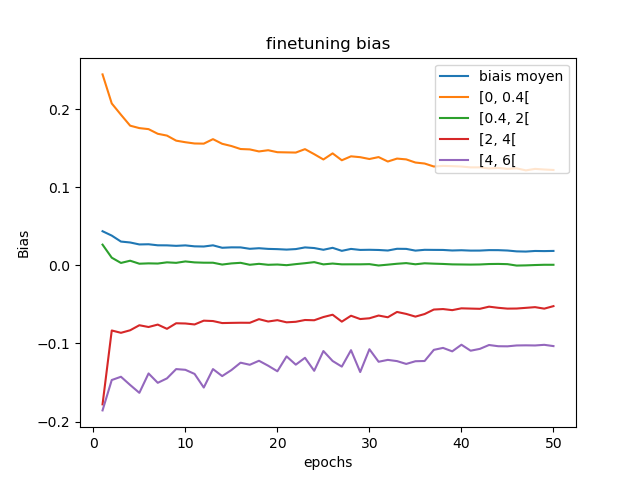 finetuning bias
biais moyen
[0, 0.4[
[0.4, 2[
[2, 4[
[4, 6[
Bias
0.2
0.1
0.0
−0.1
−0.2
0 10 20 30 40 50
epochs